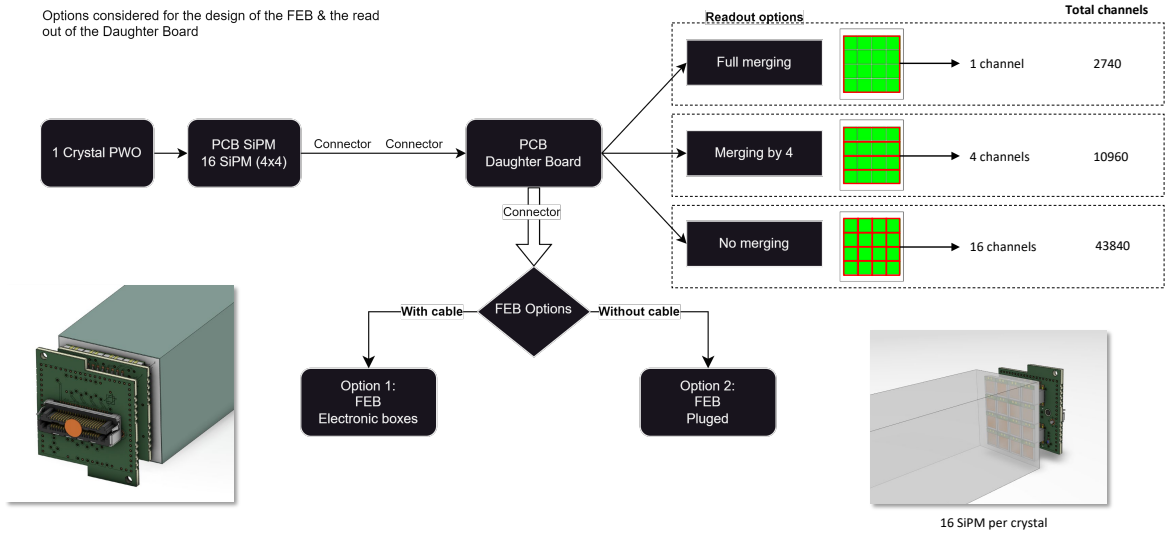 Options considered for the design of the FEB & the read
out of the Daughter Board
Total channels
Readout options
Full merging
1 channel
2740
1 Crystal PWO
PCB SiPM
16 SiPM (4x4)
Connector
Connector
PCB
Daughter Board
Merging by 4
4 channels
10960
Connector
No merging
16 channels
43840
With cable
FEB Options
Without cable
Option 1:
FEB
Electronic boxes
Option 2:
FEB
Pluged
16 SiPM per crystal